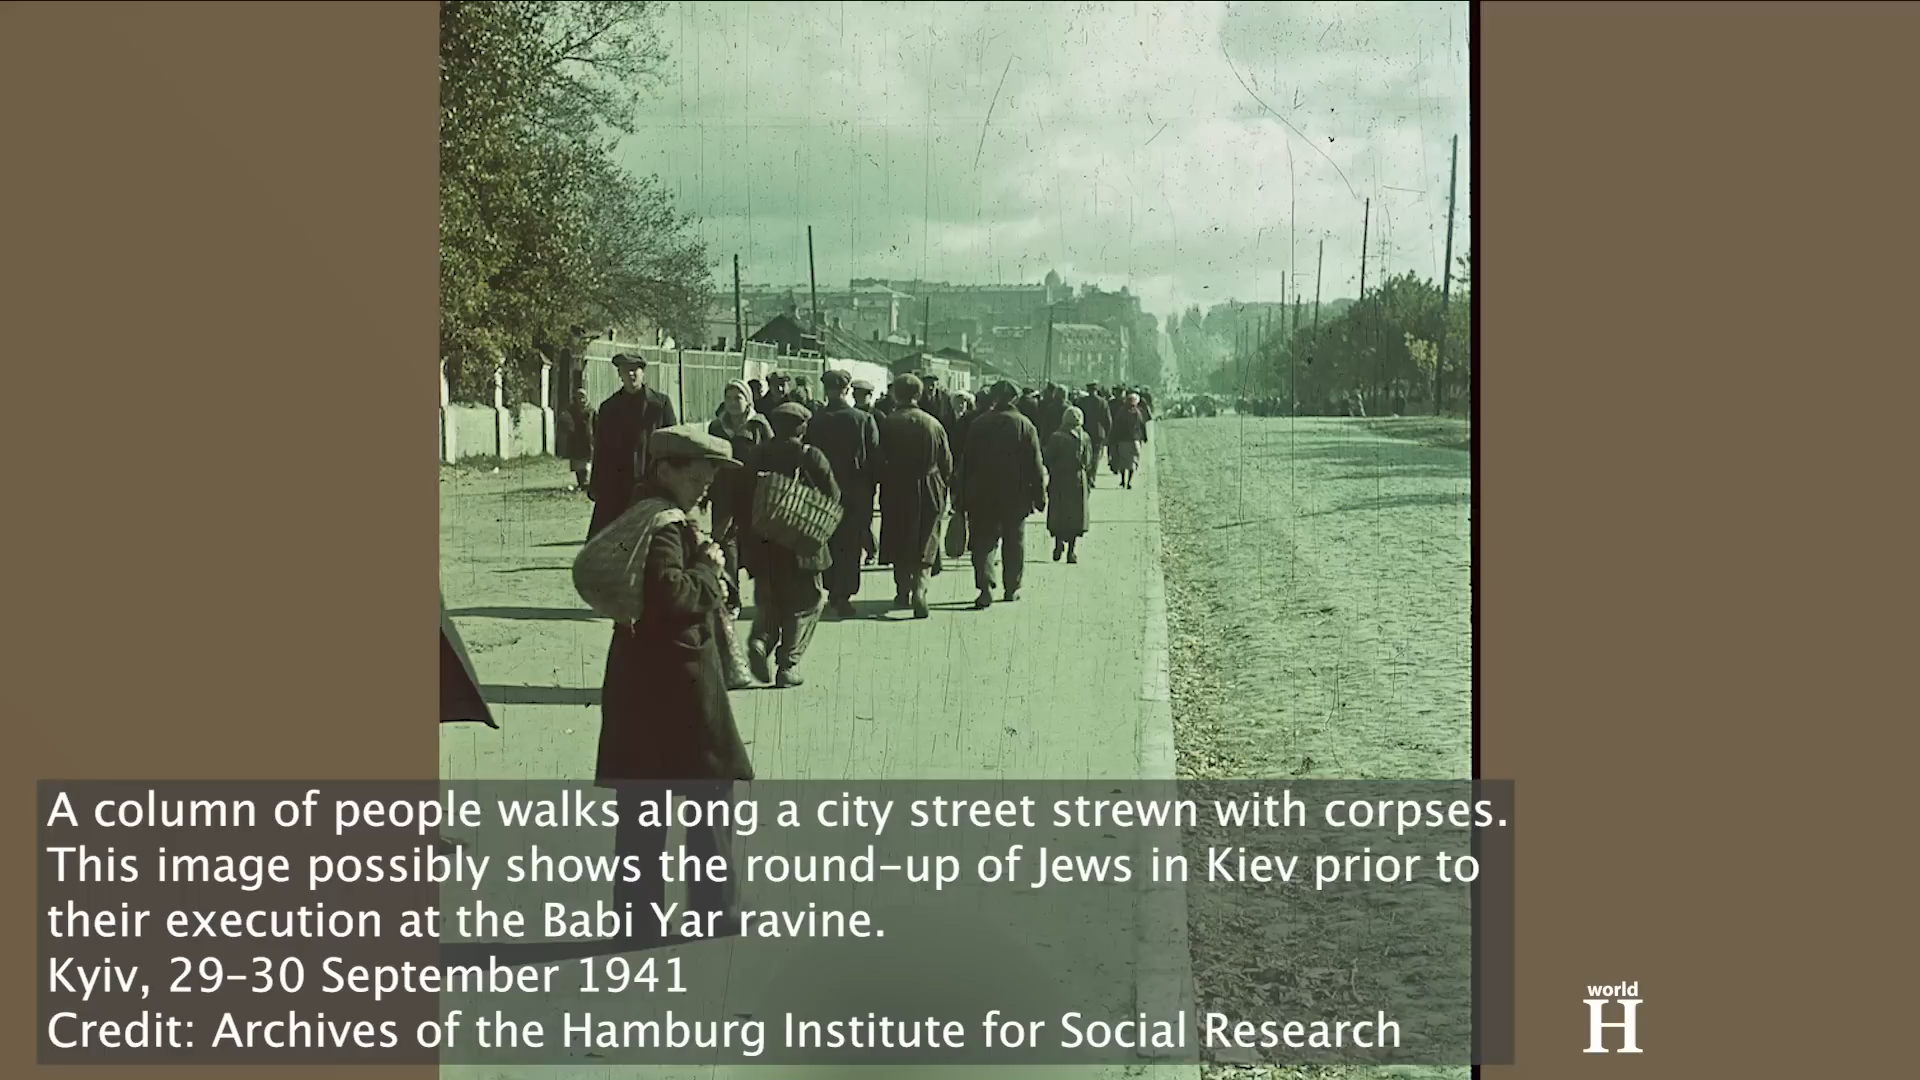 A column of people walks along a city street strewn with corpses.
This image possibly shows the round-up of Jews in Kiev prior to
their execution at the Babi Yar ravine.
Kyiv, 29-30 September 1941
Credit: Archives of the Hamburg Institute for Social Research
world
H